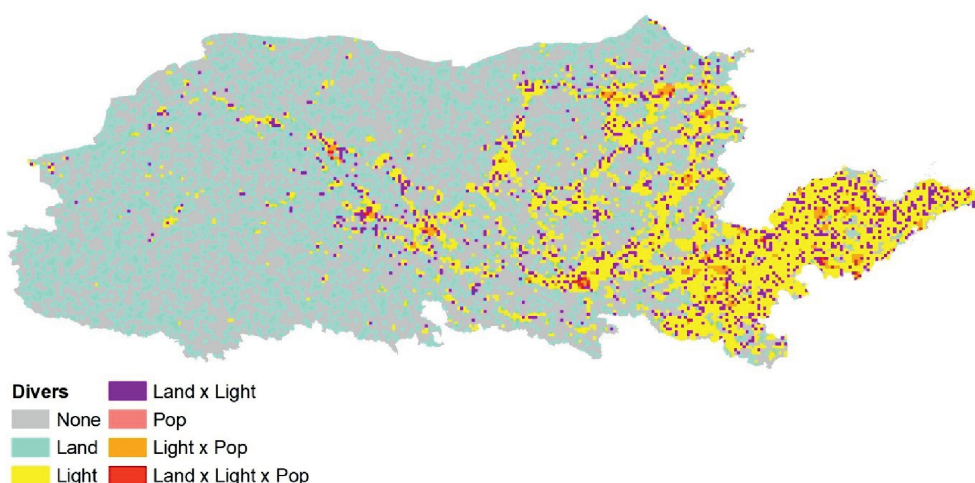 Divers
None
Land
Light
Land x Light
Pop
Light x Pop
Land x Light x Pop